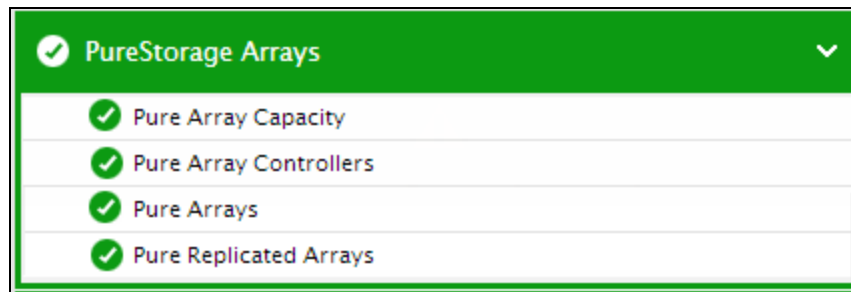 PureStorage Arrays
Pure Array Capacity
Pure Array Controllers
Pure Arrays
Pure Replicated Arrays